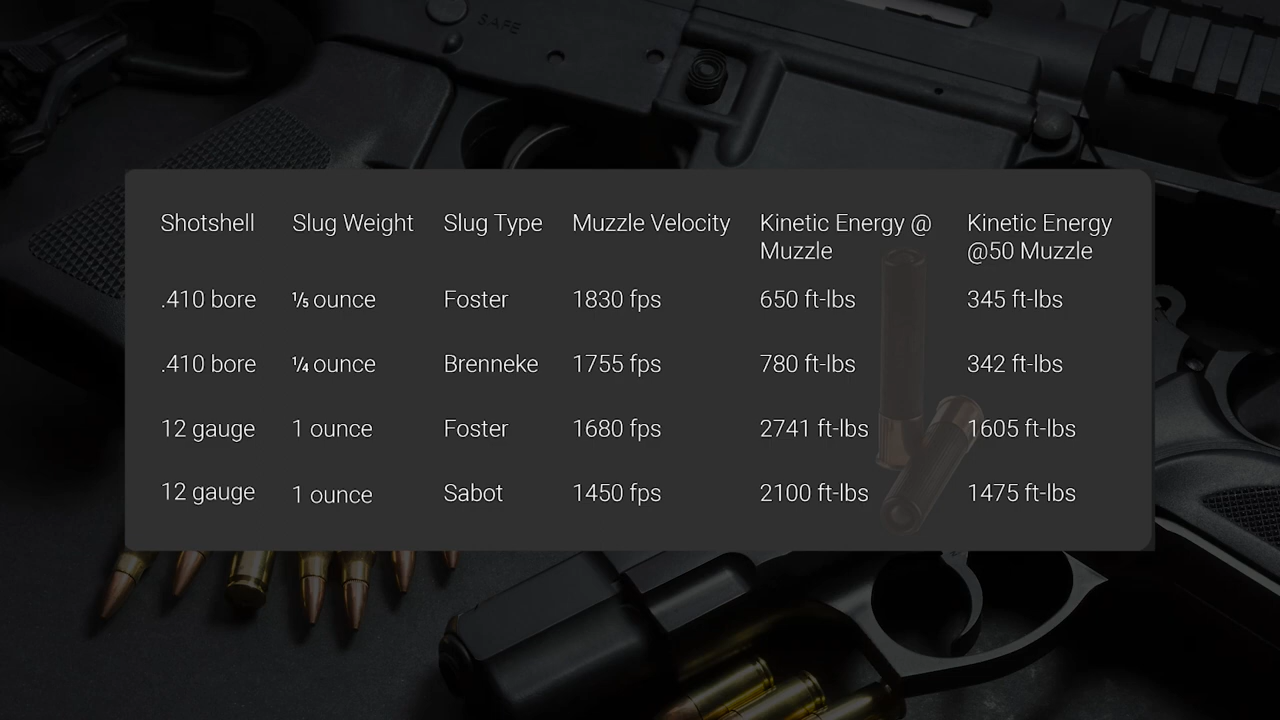 SAFE
Shotshell Slug Weight Slug Type Muzzle Velocity Kinetic Energy @ Muzzle Kinetic Energy @50 Muzzle
.410 bore ⅕ ounce Foster 1830 fps 650 ft-lbs 345 ft-lbs
.410 bore ¼ ounce Brenneke 1755 fps 780 ft-lbs 342 ft-lbs
12 gauge 1 ounce Foster 1680 fps 2741 ft-lbs 1605 ft-lbs
12 gauge 1 ounce Sabot 1450 fps 2100 ft-lbs 1475 ft-lbs